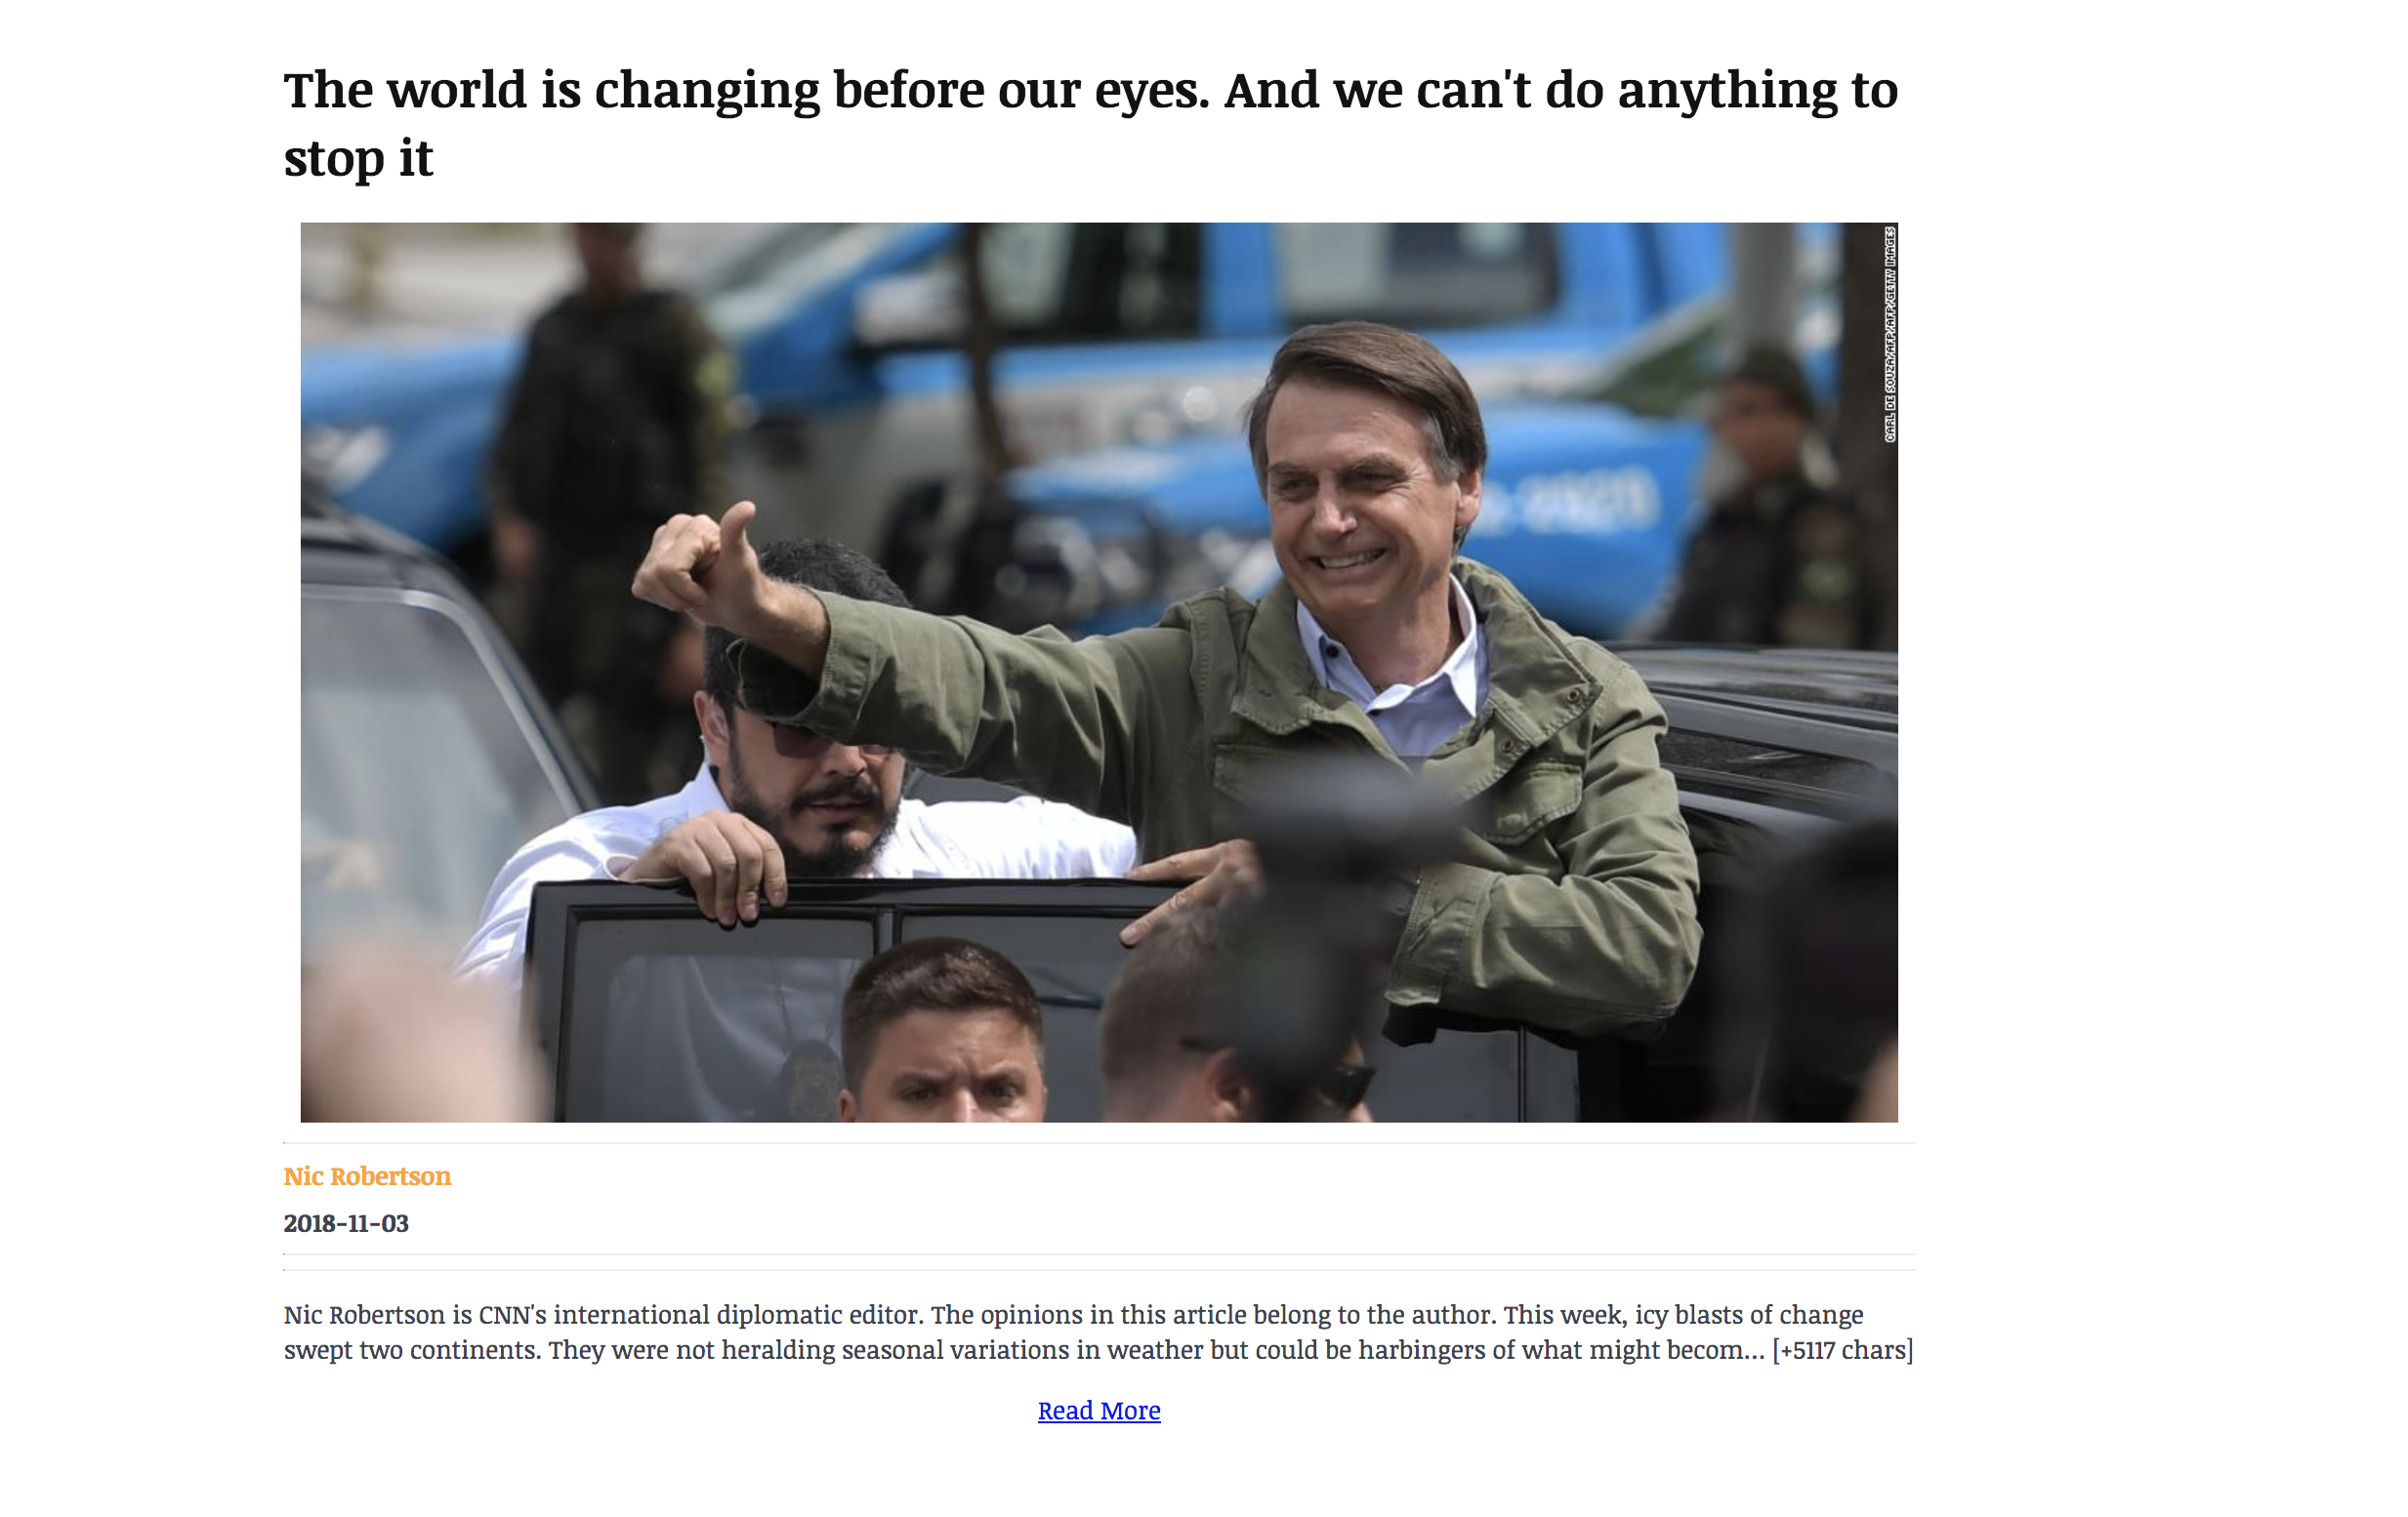 The world is changing before our eyes. And we can't do anything to
stop it
CARL DE SOUZA/AFP/AFP/GETTY IMAGES
Nic Robertson
2018-11-03
Nic Robertson is CNN's international diplomatic editor. The opinions in this article belong to the author. This week, icy blasts of change
swept two continents. They were not heralding seasonal variations in weather but could be harbingers of what might becom… [+5117 chars]
Read More